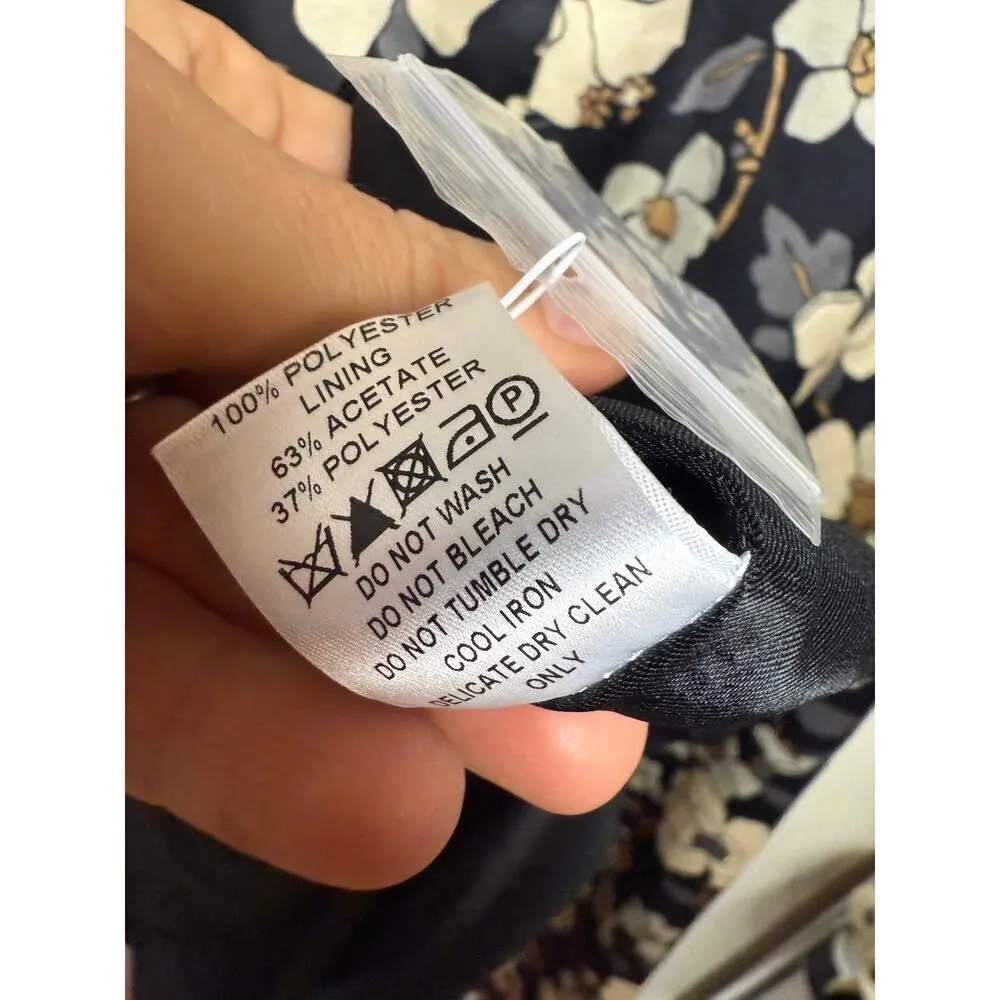 100% POLYESTER
LINING
63% ACETATE
37% POLYESTER
P
DO NOT WASH
DO NOT BLEACH
DO NOT TUMBLE DRY
COOL IRON
DELICATE DRY CLEAN
ONLY